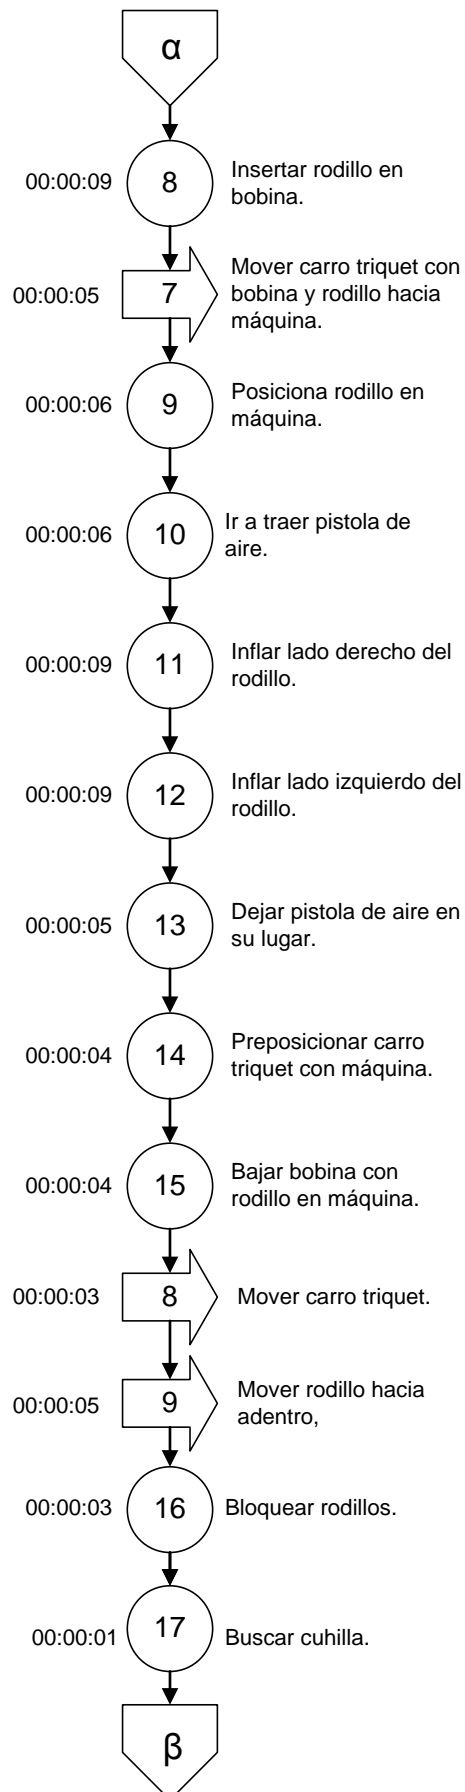 α
00:00:09
8
Insertar rodillo en
bobina.
00:00:05
7
Mover carro triquet con
bobina y rodillo hacia
máquina.
00:00:06
9
Posiciona rodillo en
máquina.
00:00:06
10
Ir a traer pistola de
aire.
00:00:09
11
Inflar lado derecho del
rodillo.
00:00:09
12
Inflar lado izquierdo del
rodillo.
00:00:05
13
Dejar pistola de aire en
su lugar.
00:00:04
14
Preposicionar carro
triquet con máquina.
00:00:04
15
Bajar bobina con
rodillo en máquina.
00:00:03
8
Mover carro triquet.
00:00:05
9
Mover rodillo hacia
adentro,
00:00:03
16
Bloquear rodillos.
00:00:01
17
Buscar cuhilla.
β